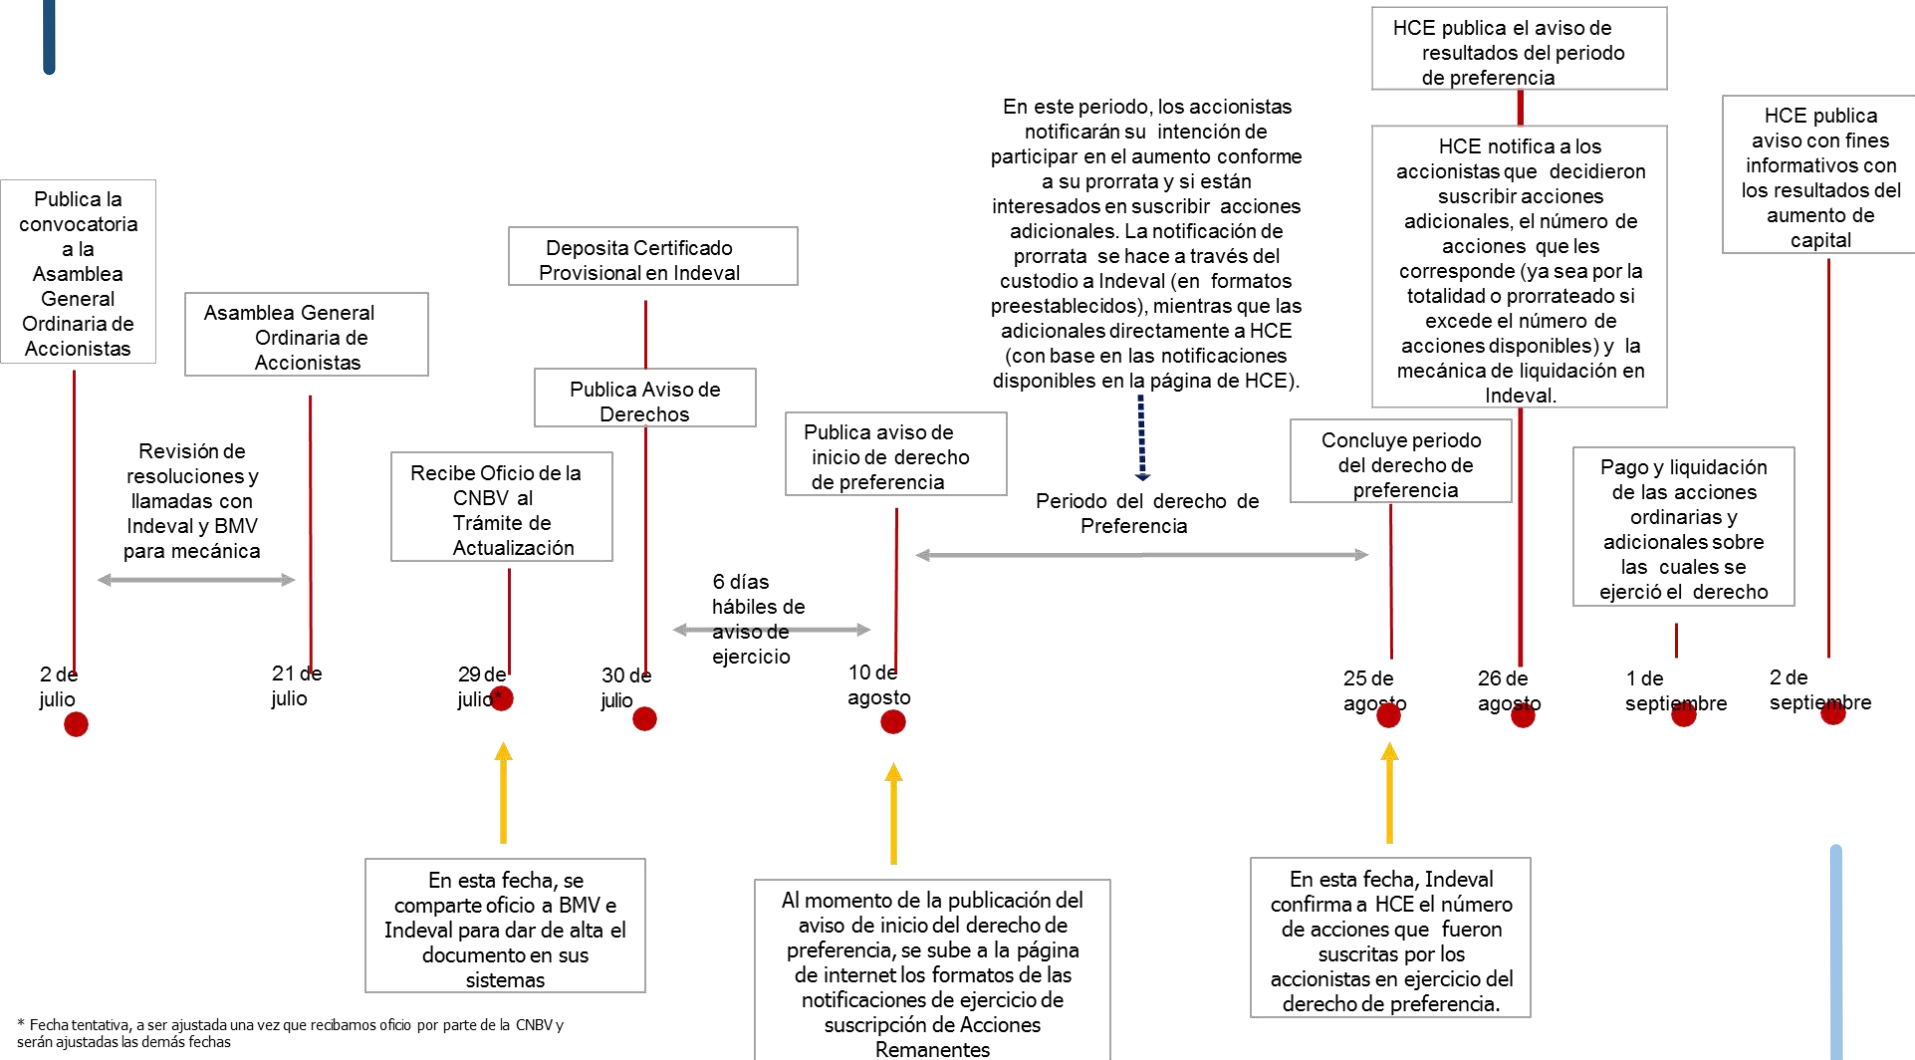 HCE publica el aviso de
resultados del periodo
de preferencia
En este periodo, los accionistas
notificarán su intención de
participar en el aumento conforme
a su prorrata y si están
interesados en suscribir acciones
adicionales. La notificación de
prorrata se hace a través del
custodio a Indeval (en formatos
preestablecidos), mientras que las
adicionales directamente a HCE
(con base en las notificaciones
disponibles en la página de HCE).
HCE notifica a los
accionistas que decidieron
suscribir acciones
adicionales, el número de
acciones que les
corresponde (ya sea por la
totalidad o prorrateado si
excede el número de
acciones disponibles) y la
mecánica de liquidación en
Indeval.
HCE publica
aviso con fines
informativos con
los resultados del
aumento de
capital
Publica la
convocatoria
a la
Asamblea
General
Ordinaria de
Accionistas
Asamblea General
Ordinaria de
Accionistas
Deposita Certificado
Provisional en Indeval
Publica Aviso de
Derechos
Publica aviso de
inicio de derecho
de preferencia
Concluye periodo
del derecho de
preferencia
Revisión de
resoluciones y
llamadas con
Indeval y BMV
para mecánica
Recibe Oficio de la
CNBV al
Trámite de
Actualización
Periodo del derecho de
Preferencia
Pago y liquidación
de las acciones
ordinarias y
adicionales sobre
las cuales se
ejerció el derecho
6 días
hábiles de
aviso de
ejercicio
2 de
julio
21 de
julio
29 de
julio*
30 de
julio
10 de
agosto
25 de
agosto
26 de
agosto
1 de
septiembre
2 de
septiembre
En esta fecha, se
comparte oficio a BMV e
Indeval para dar de alta el
documento en sus
sistemas
Al momento de la publicación del
aviso de inicio del derecho de
preferencia, se sube a la página
de internet los formatos de las
notificaciones de ejercicio de
suscripción de Acciones
Remanentes
En esta fecha, Indeval
confirma a HCE el número
de acciones que fueron
suscritas por los
accionistas en ejercicio del
derecho de preferencia.
* Fecha tentativa, a ser ajustada una vez que recibamos oficio por parte de la CNBV y
serán ajustadas las demás fechas